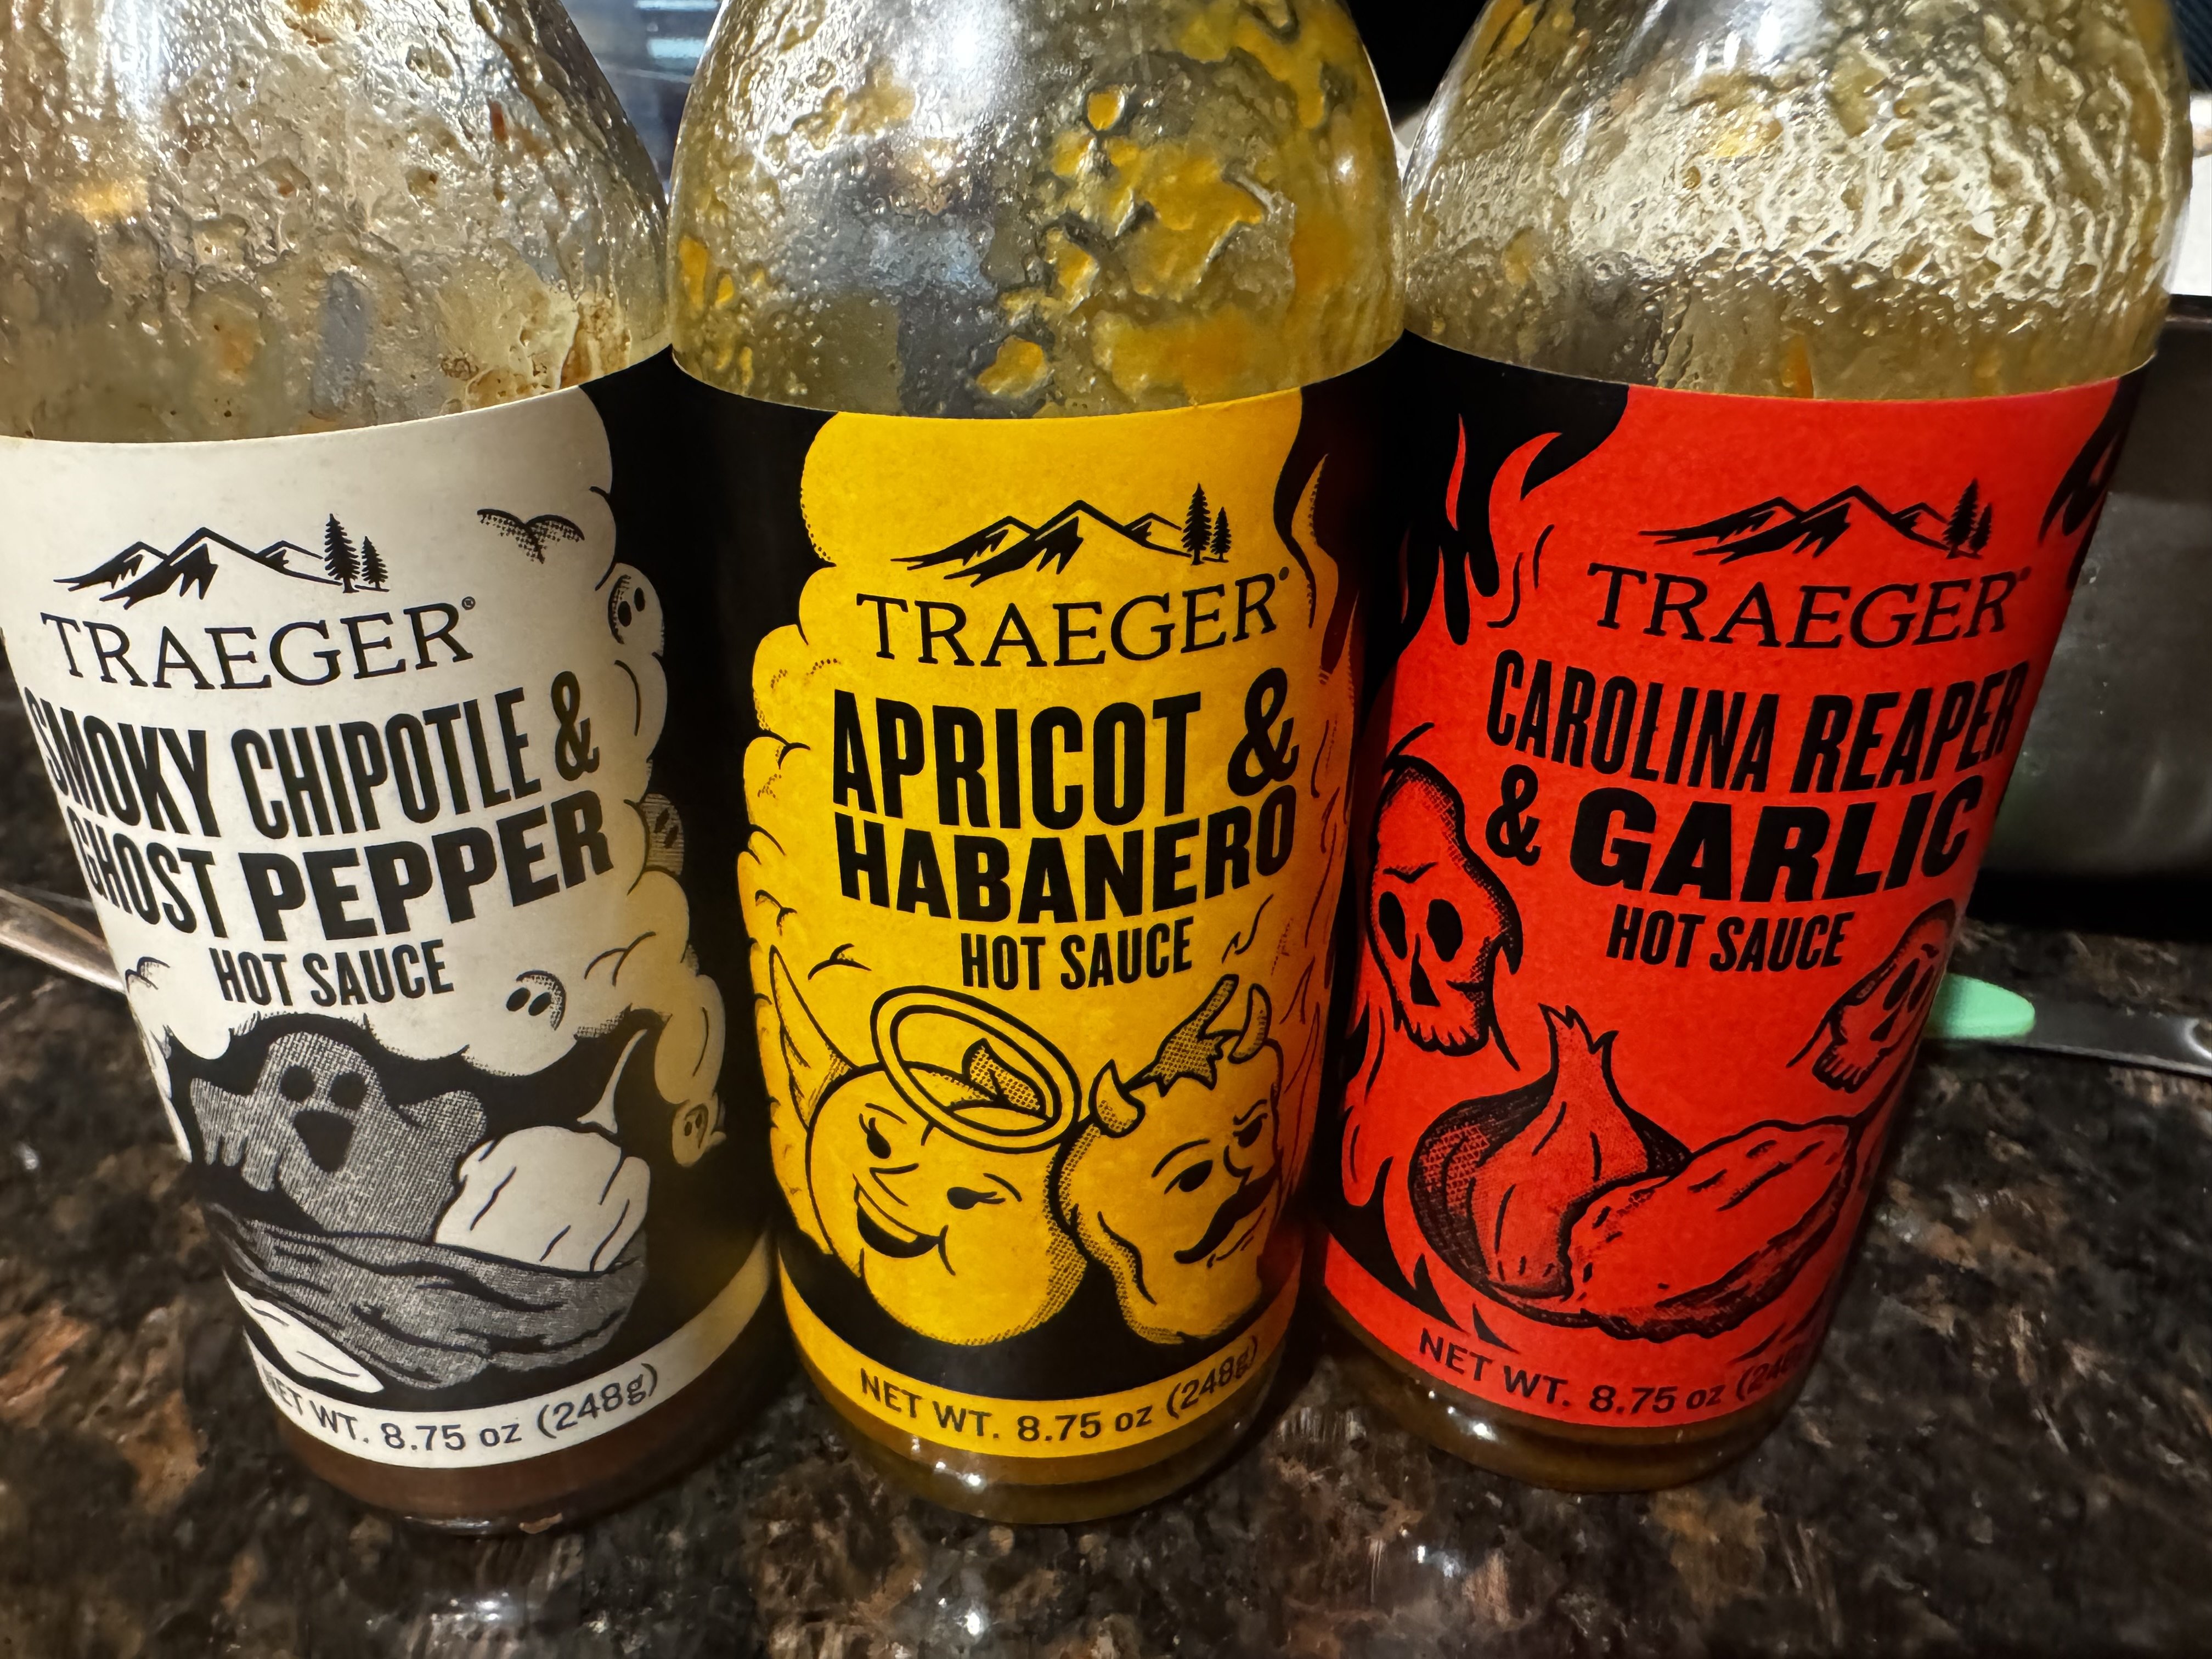 TRAEGER®
SMOKY CHIPOTLE &
GHOST PEPPER
HOT SAUCE
NET WT. 8.75 oz (248g)
TRAEGER®
APRICOT &
HABANERO
HOT SAUCE
NET WT. 8.75 oz (248g)
TRAEGER®
CAROLINA REAPER
& GARLIC
HOT SAUCE
NET WT. 8.75 oz (248